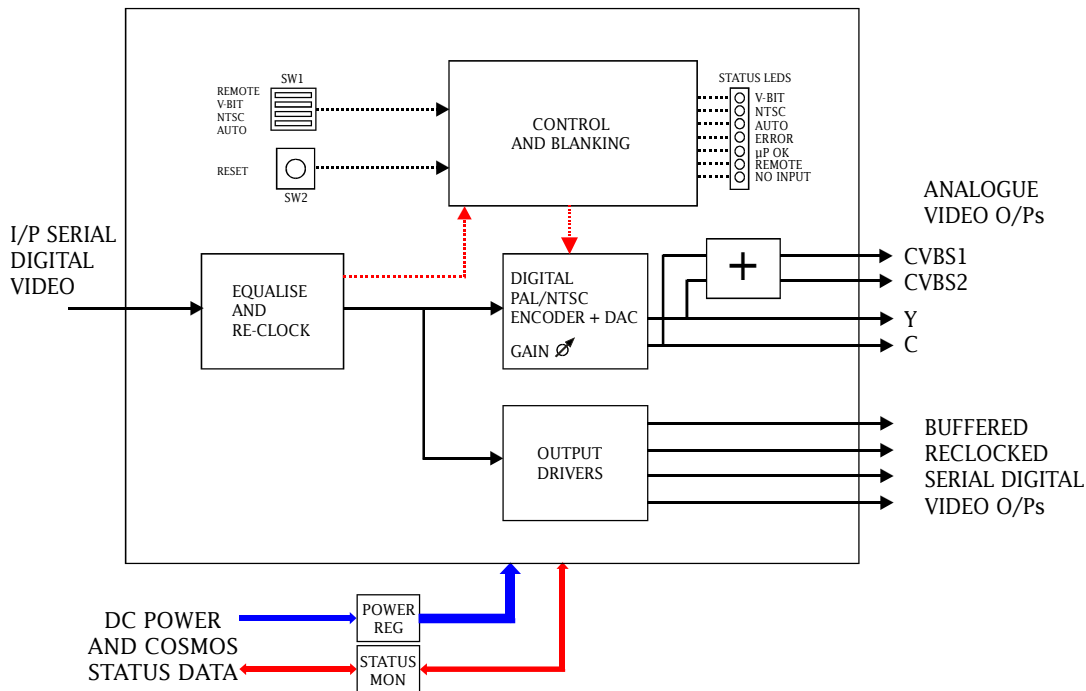 SW1
REMOTE
V-BIT
NTSC
AUTO
RESET
SW2
CONTROL
AND BLANKING
STATUS LEDS
V-BIT
NTSC
AUTO
ERROR
µP OK
REMOTE
NO INPUT
I/P SERIAL
DIGITAL
VIDEO
EQUALISE
AND
RE-CLOCK
DIGITAL
PAL/NTSC
ENCODER + DAC
GAIN
+
ANALOGUE
VIDEO O/Ps
CVBS1
CVBS2
Y
C
OUTPUT
DRIVERS
BUFFERED
RECLOCKED
SERIAL DIGITAL
VIDEO O/Ps
DC POWER
AND COSMOS
STATUS DATA
POWER
REG
STATUS
MON